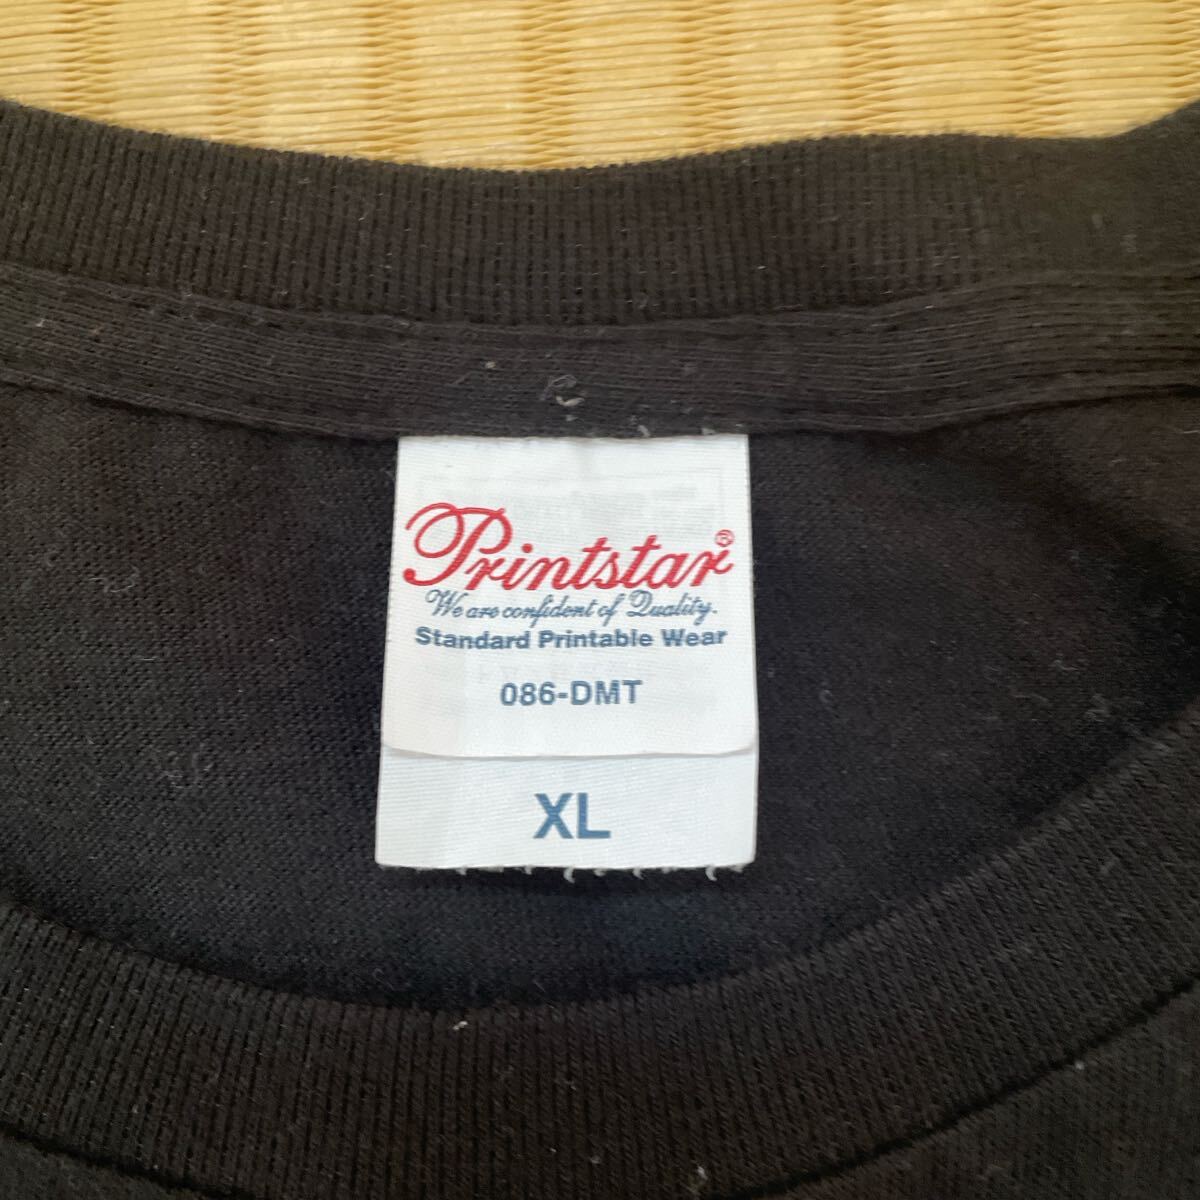 Printstar®
We are confident of Quality.
Standard Printable Wear
086-DMT
XL